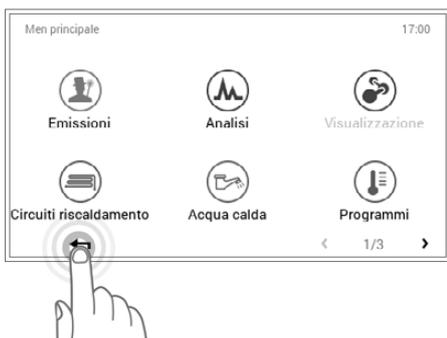 Men principale 17:00
Emissioni Analisi Visualizzazione
Circuiti riscaldamento Acqua calda Programmi
1/3